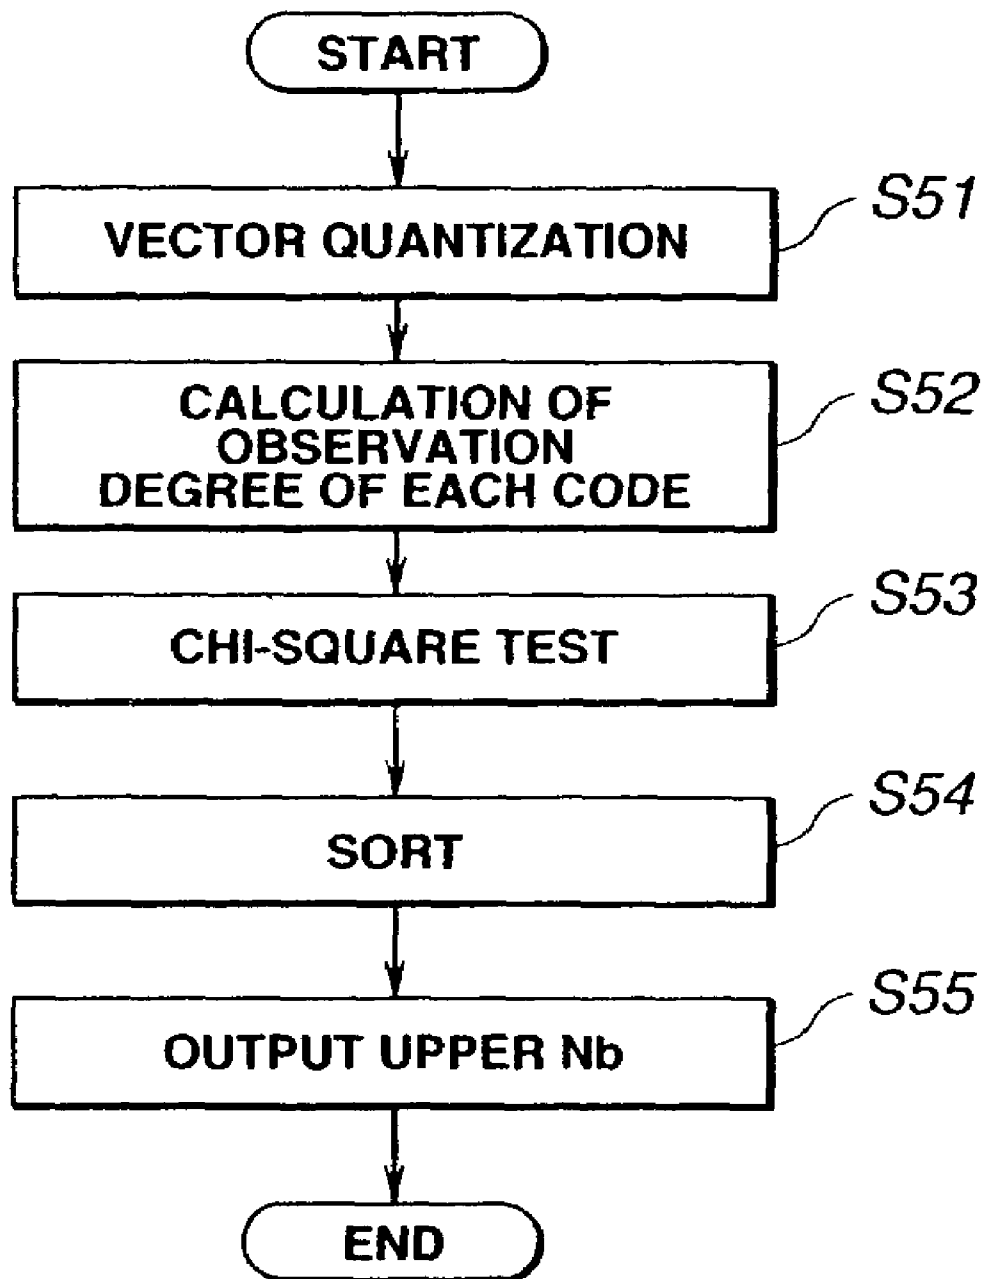 START
S51
VECTOR QUANTIZATION
S52
CALCULATION OF
OBSERVATION
DEGREE OF EACH CODE
S53
CHI-SQUARE TEST
S54
SORT
S55
OUTPUT UPPER Nb
END